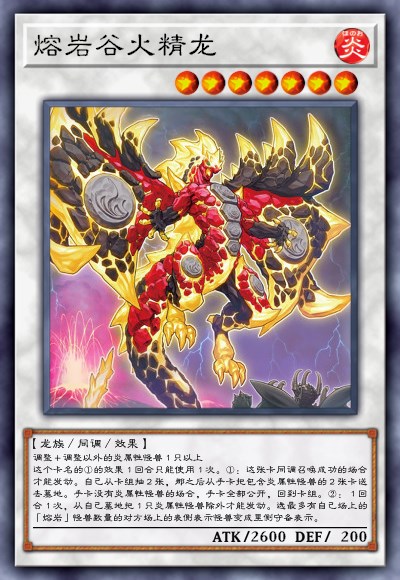 熔岩谷火精龙
ほのお
炎
【龙族／同调／效果】
调整＋调整以外的炎属性怪兽1只以上
这个卡名的①的效果1回合只能使用1次。①：这张卡同调召唤成功的场合
才能发动。自己从卡组抽2张，那之后从手卡把包含炎属性怪兽的2张卡送
去墓地。手卡没有炎属性怪兽的场合，手卡全部公开，回到卡组。②：1回
合1次，从自己墓地把1只炎属性怪兽除外才能发动。选最多有自己场上的
「熔岩」怪兽数量的对方场上的表侧表示怪兽变成里侧守备表示。
ATK/2600 DEF/ 200